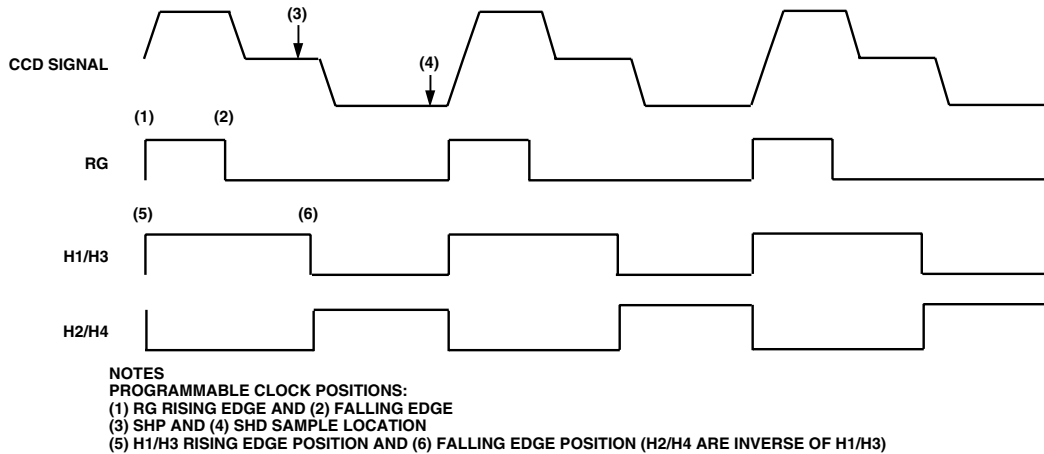 (3)
CCD SIGNAL
(4)
(1) (2)
RG
(5) (6)
H1/H3
H2/H4
NOTES
PROGRAMMABLE CLOCK POSITIONS:
(1) RG RISING EDGE AND (2) FALLING EDGE
(3) SHP AND (4) SHD SAMPLE LOCATION
(5) H1/H3 RISING EDGE POSITION AND (6) FALLING EDGE POSITION (H2/H4 ARE INVERSE OF H1/H3)